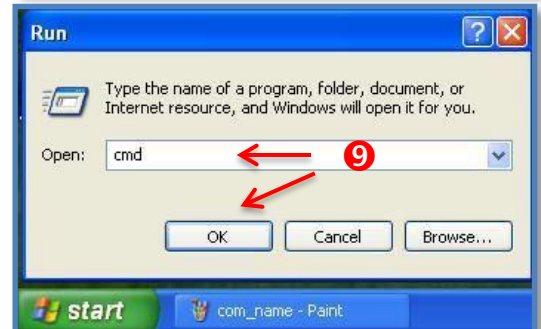 Run
Type the name of a program, folder, document, or
Internet resource, and Windows will open it for you.
Open: cmd
9
OK Cancel Browse...
start com_name - Paint